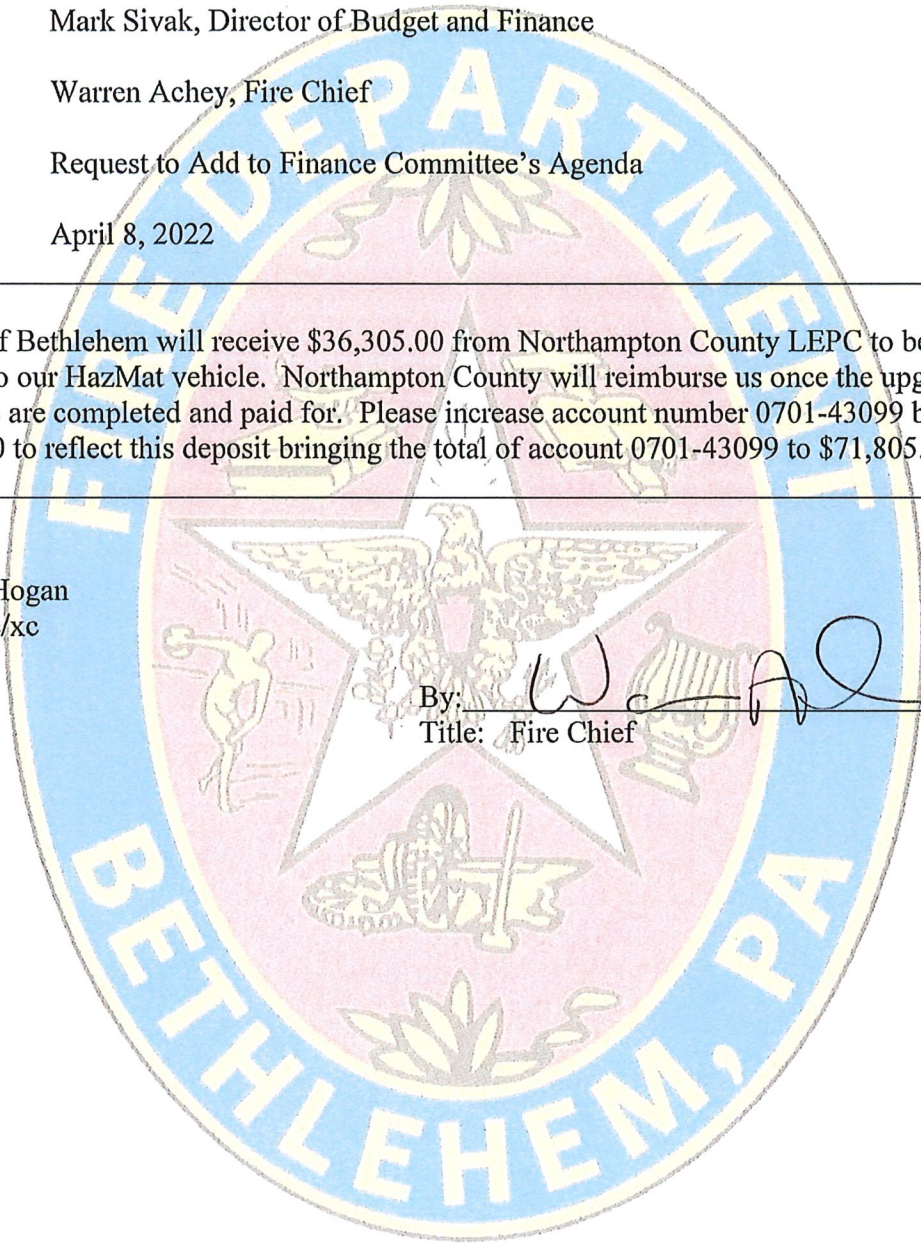 Mark Sivak, Director of Budget and Finance
Warren Achey, Fire Chief
Request to Add to Finance Committee's Agenda
April 8, 2022
of Bethlehem will receive $36,305.00 from Northampton County LEPC to be
our HazMat vehicle. Northampton County will reimburse us once the
are completed and paid for. Please increase account number 0701-43099
to reflect this deposit bringing the total of account 0701-43099 to $71,805.
Hogan
/xc
By:
Title: Fire Chief
FIRE DEPARTMENT
BETHLEHEM, PA